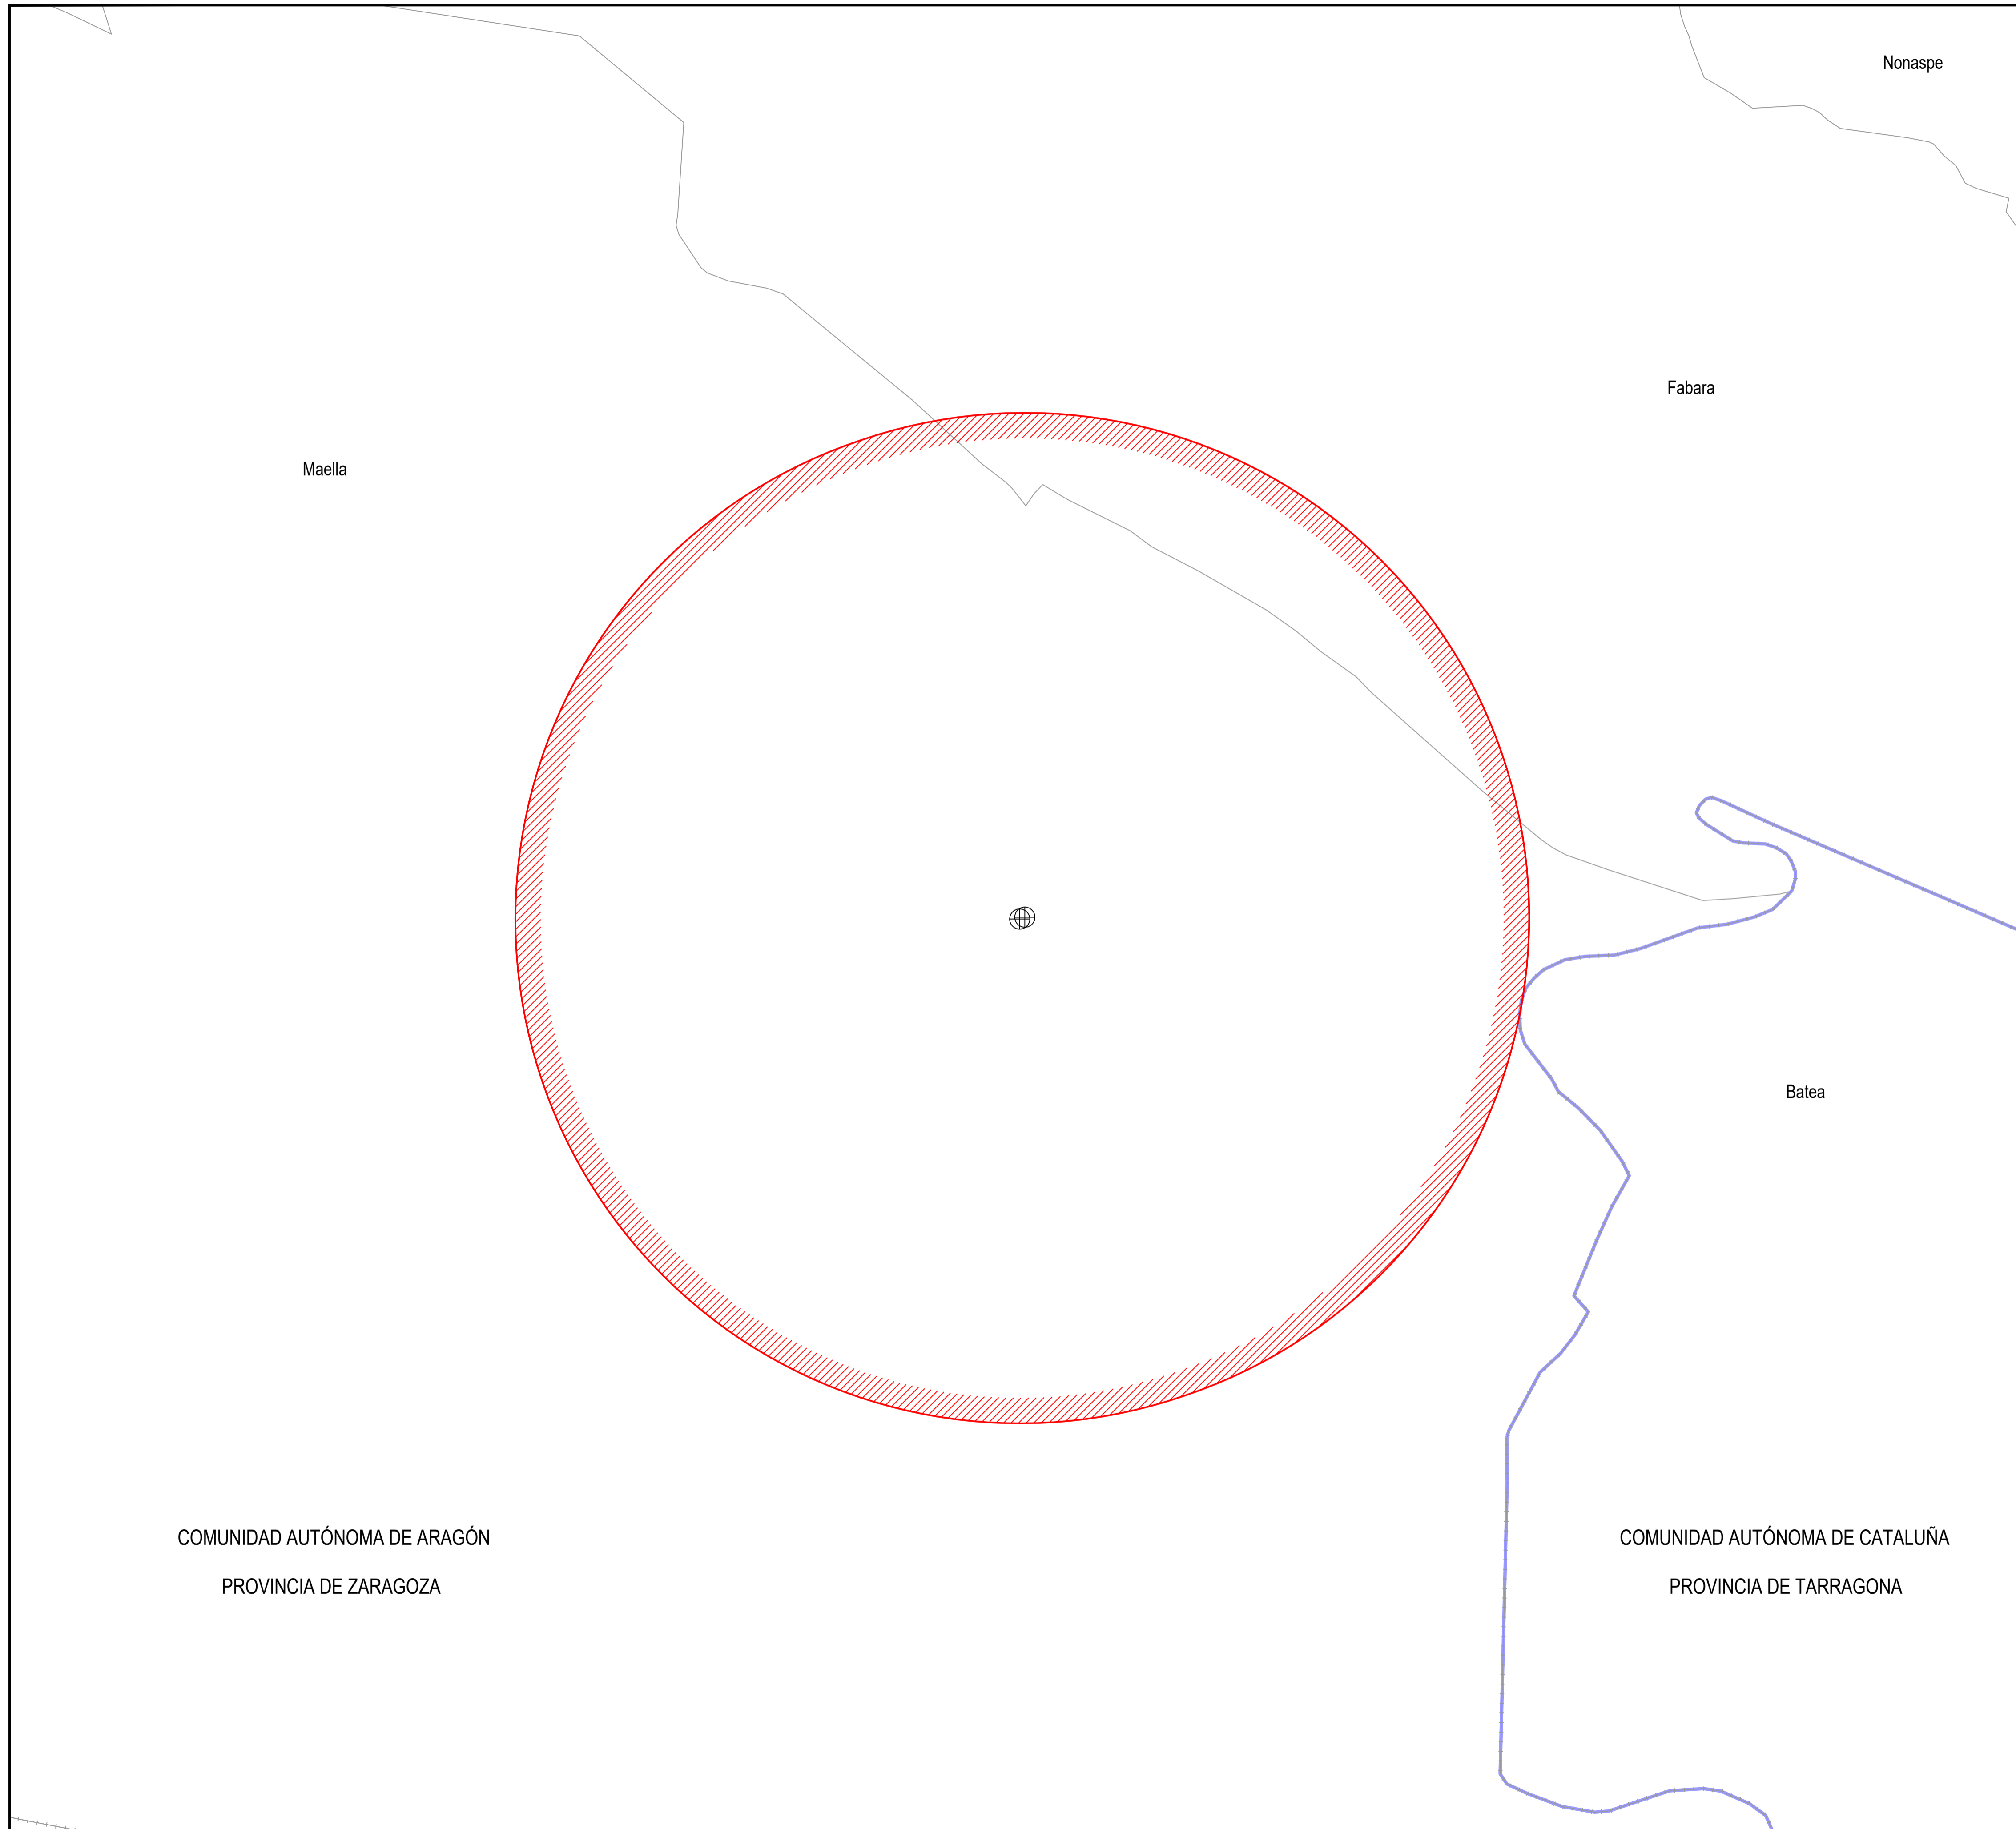 Nonaspe
Fabara
Maella
Batea
COMUNIDAD AUTÓNOMA DE ARAGÓN
PROVINCIA DE ZARAGOZA
COMUNIDAD AUTÓNOMA DE CATALUÑA
PROVINCIA DE TARRAGONA